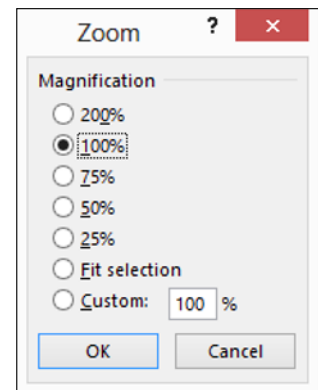 Zoom ? ×
Magnification
200%
100%
75%
50%
25%
Fit selection
Custom: 100 %
OK Cancel